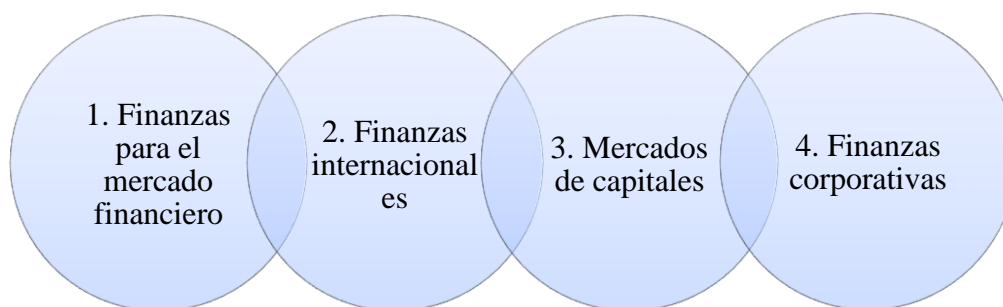 1. Finanzas
para el
mercado
financiero
2. Finanzas
internacional
es
3. Mercados
de capitales
4. Finanzas
corporativas